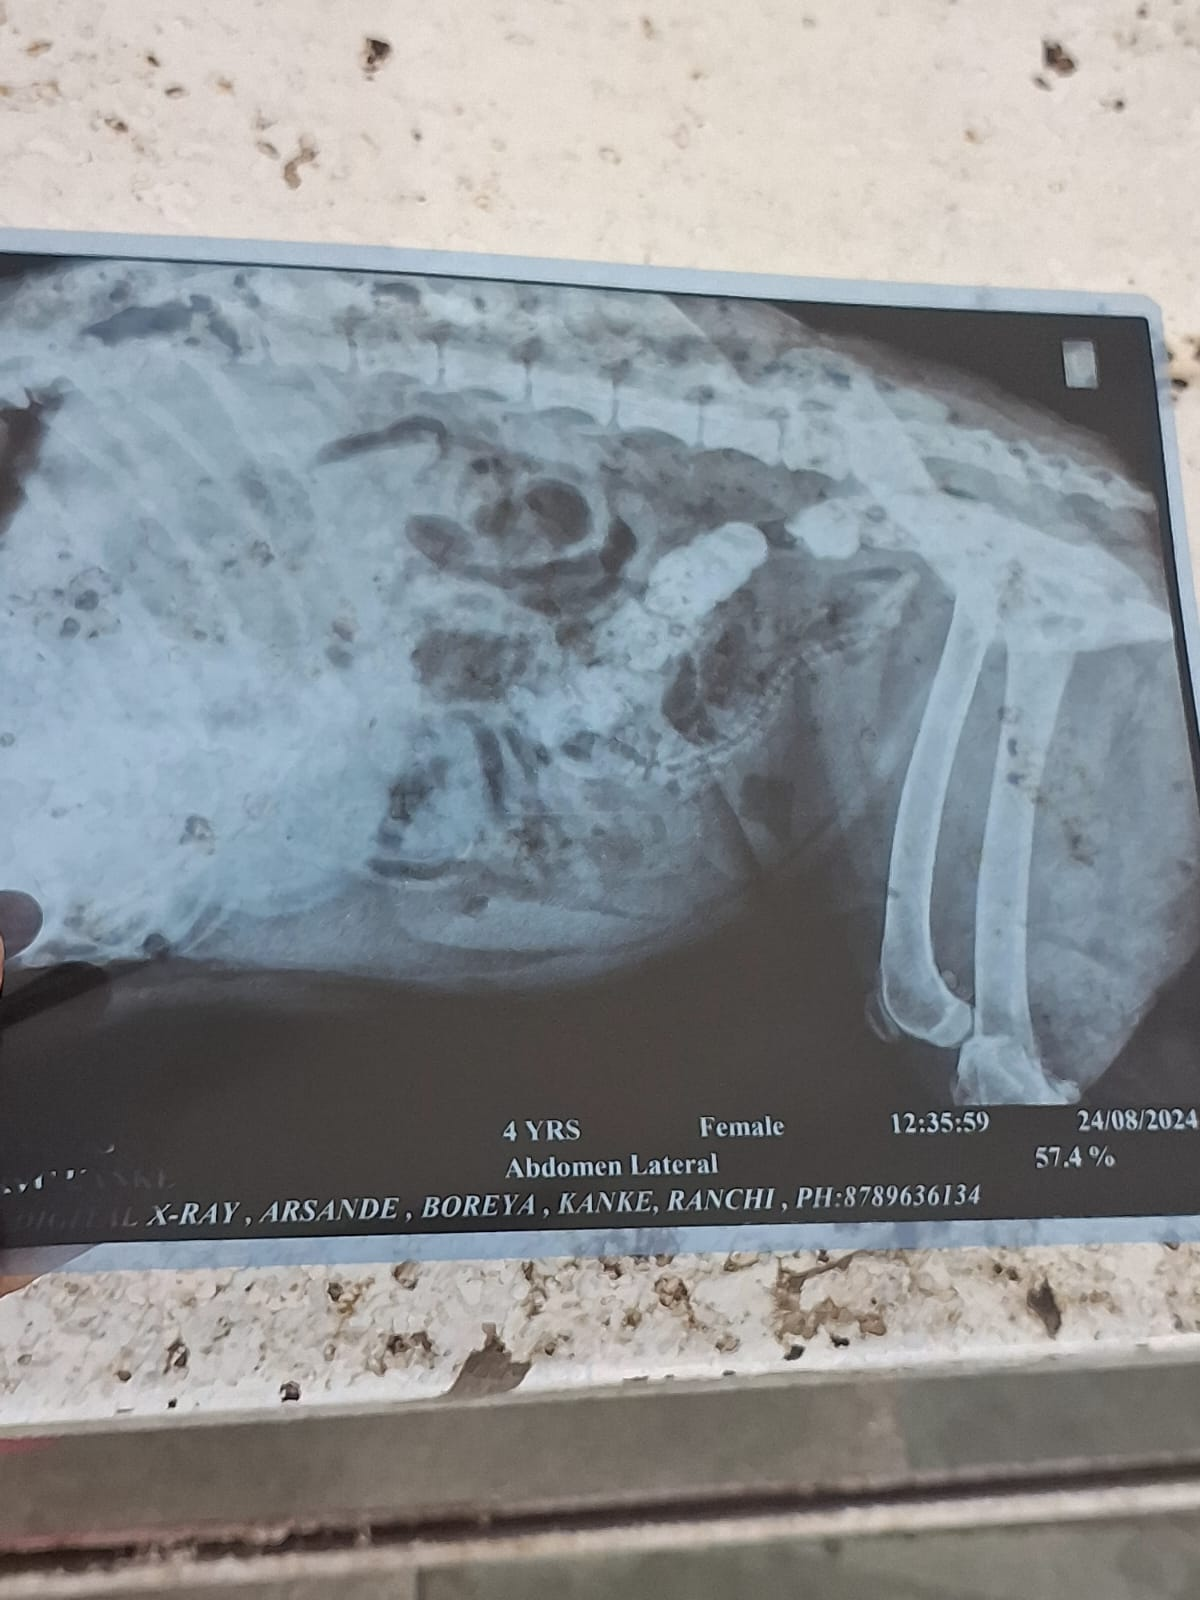 4 YRS Female 12:35:59 24/08/2024
Abdomen Lateral 57.4 %
DIGITAL X-RAY , ARSANDE , BOREYA , KANKE, RANCHI , PH:8789636134